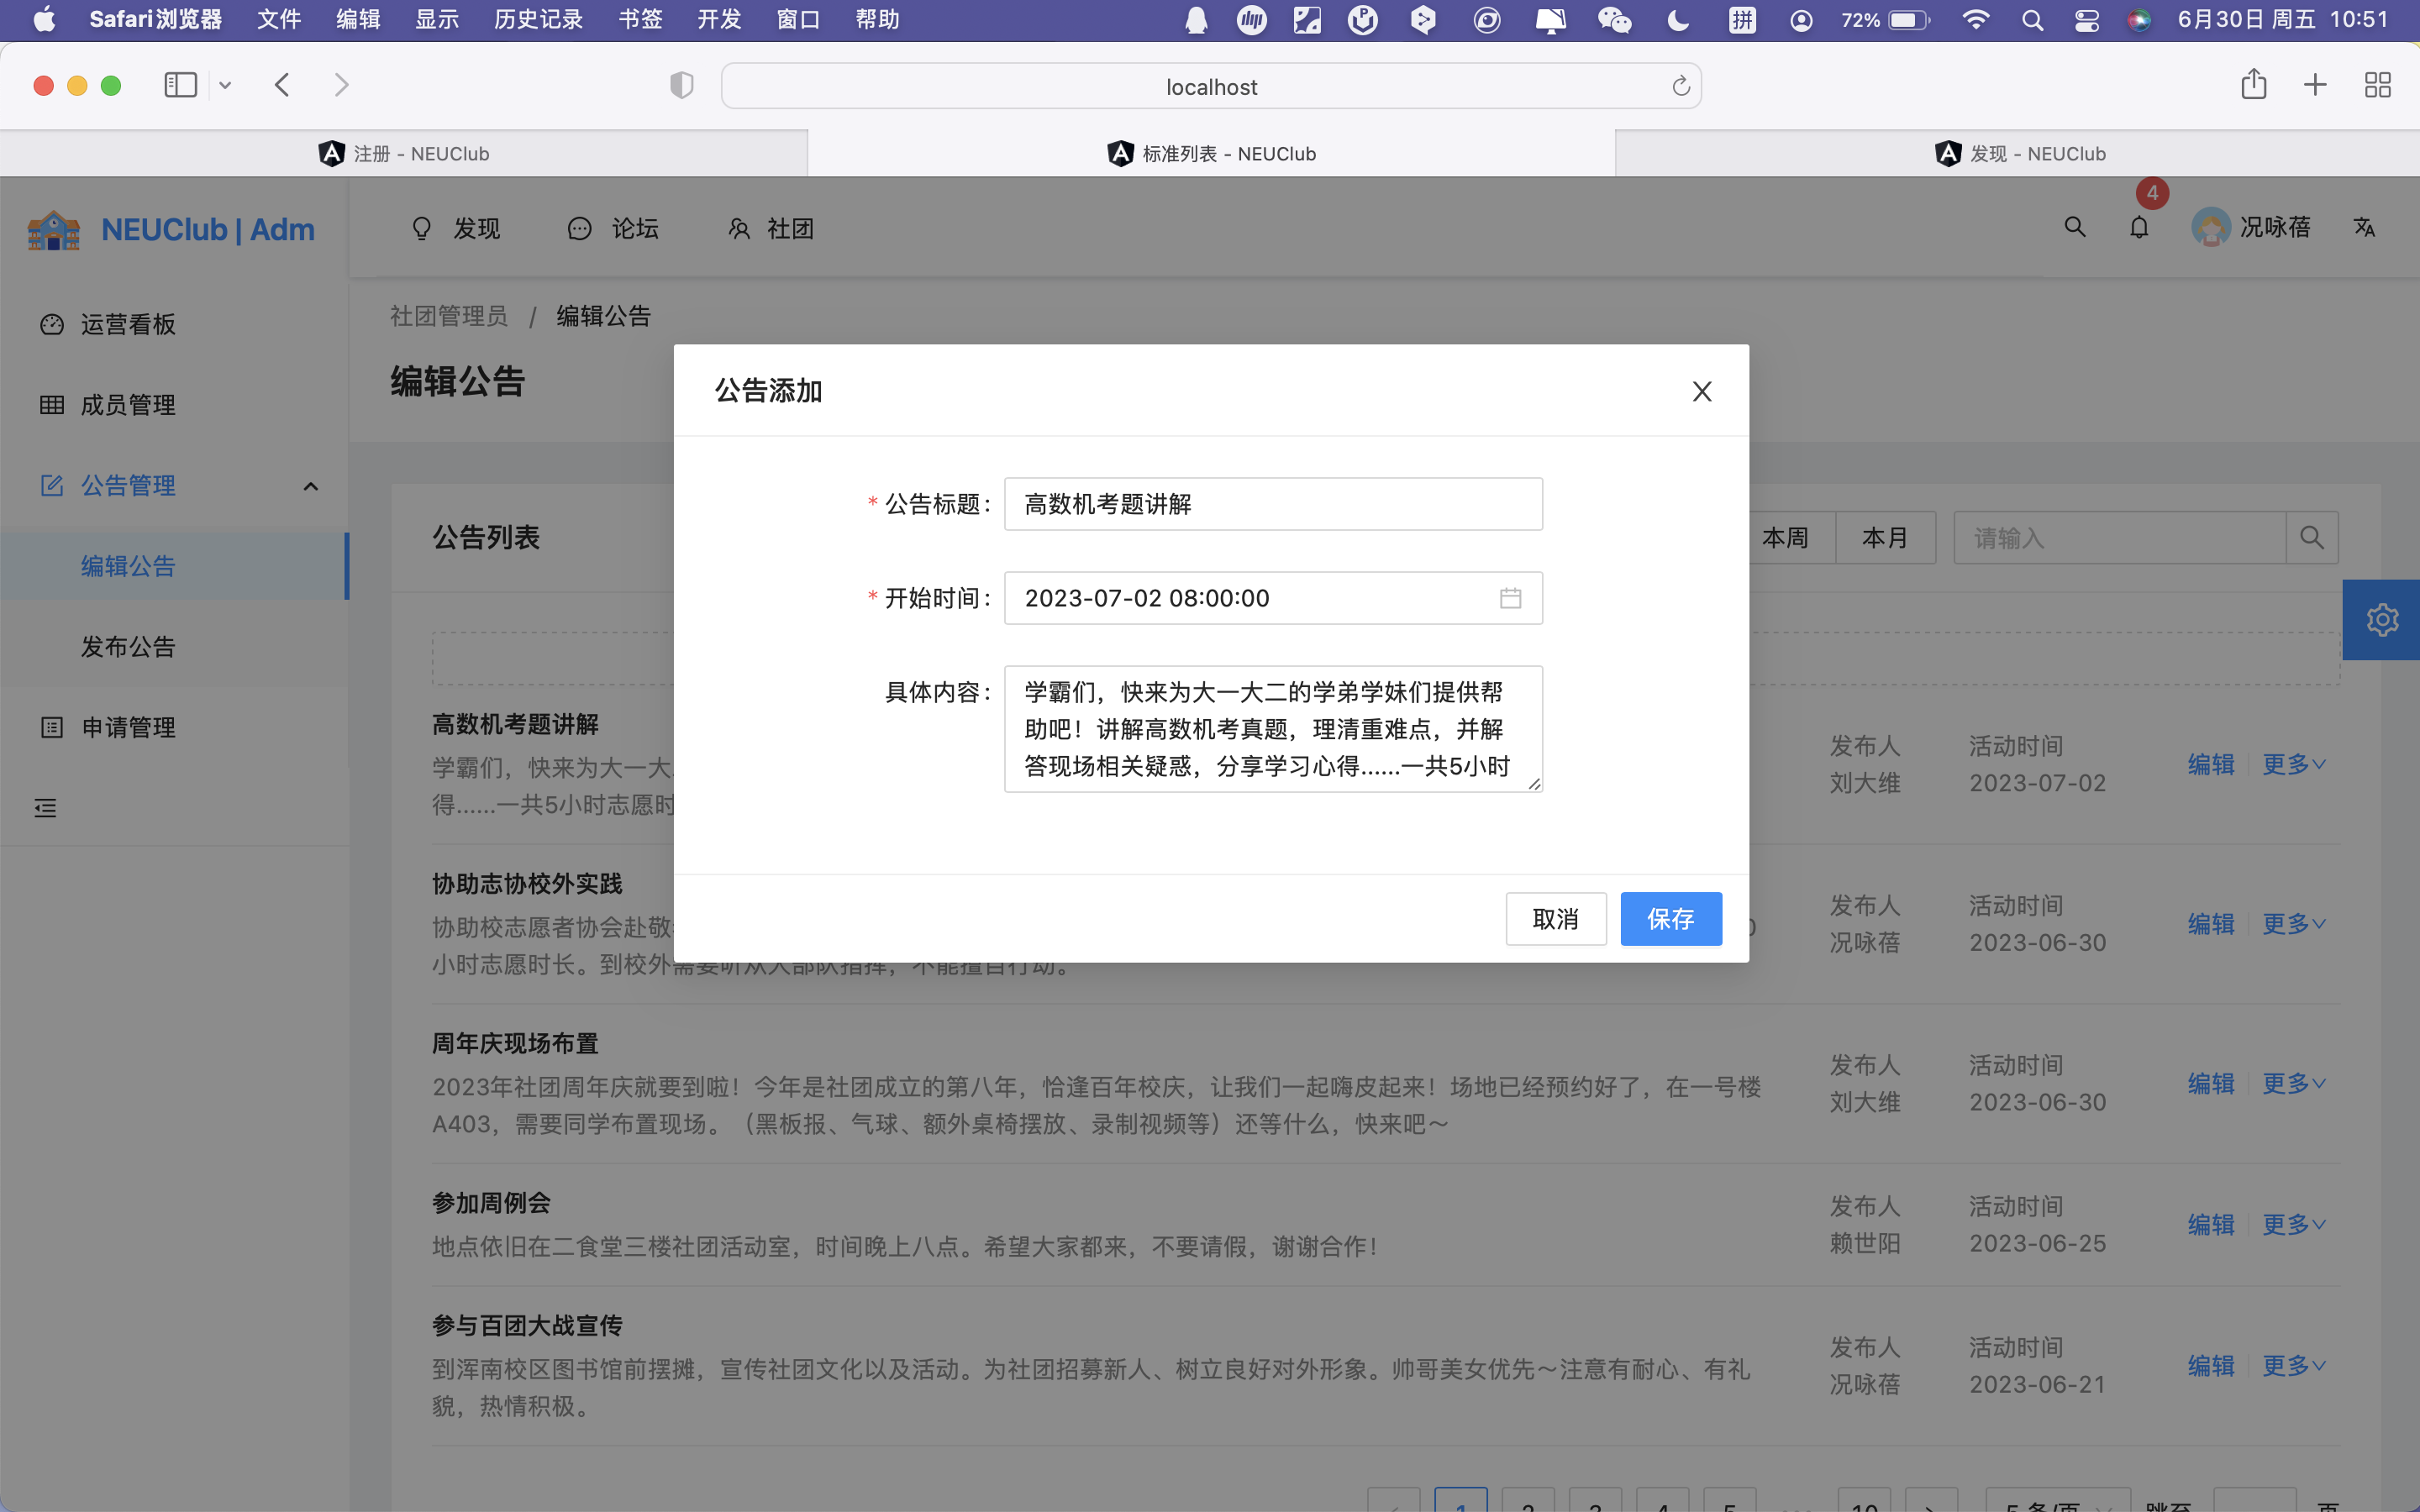 Safari浏览器 文件 编辑 显示 历史记录 书签 开发 窗口 帮助 拼 72% 6月30日 周五 10:51
localhost
注册 - NEUClub 标准列表 - NEUClub 发现 - NEUClub
4
NEUClub | Adm 发现 论坛 社团 况咏蓓
运营看板
成员管理
公告管理
编辑公告
发布公告
申请管理
社团管理员 / 编辑公告
编辑公告
公告列表 本周 本月 请输入
公告添加
* 公告标题: 高数机考题讲解
* 开始时间: 2023-07-02 08:00:00
具体内容: 学霸们，快来为大一大二的学弟学妹们提供帮
助吧！讲解高数机考真题，理清重难点，并解
答现场相关疑惑，分享学习心得......一共5小时
取消 保存
高数机考题讲解
学霸们，快来为大一大
得......一共5小时志愿时
发布人 活动时间
刘大维 2023-07-02
编辑 更多
协助志协校外实践
协助校志愿者协会赴敬
小时志愿时长。到校外需要听从大部队指挥，不能擅自行动。
发布人 活动时间
况咏蓓 2023-06-30
编辑 更多
周年庆现场布置
2023年社团周年庆就要到啦！今年是社团成立的第八年，恰逢百年校庆，让我们一起嗨皮起来！场地已经预约好了，在一号楼
A403，需要同学布置现场。（黑板报、气球、额外桌椅摆放、录制视频等）还等什么，快来吧～
发布人 活动时间
刘大维 2023-06-30
编辑 更多
参加周例会
地点依旧在二食堂三楼社团活动室，时间晚上八点。希望大家都来，不要请假，谢谢合作！
发布人 活动时间
赖世阳 2023-06-25
编辑 更多
参与百团大战宣传
到浑南校区图书馆前摆摊，宣传社团文化以及活动。为社团招募新人、树立良好对外形象。帅哥美女优先～注意有耐心、有礼
貌，热情积极。
发布人 活动时间
况咏蓓 2023-06-21
编辑 更多
1 2 3 4 5 ••• 10 5 条/页 跳至 页